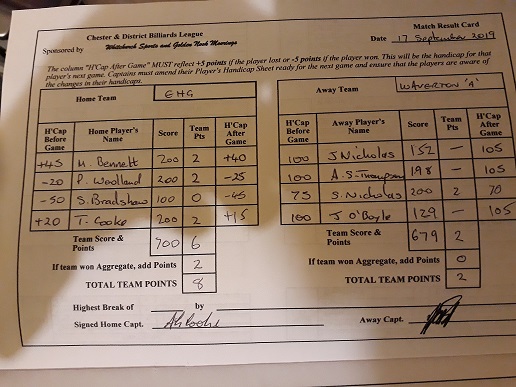 Chester & District Billiards League
Match Result Card
Sponsored by Whitchurch Sports and Golden Nook Moorings
Date 17 September 2019
The column "H'Cap After Game" MUST reflect +5 points if the player lost or -5 points if the player won. This will be the handicap for that
player's next game. Captains must amend their Player's Handicap Sheet ready for the next game and ensure that the players are aware of
the changes in their handicaps.
Home Team EHG
Away Team WAVERTON 'A'
H'Cap Before Game Home Player's Name Score Team Pts H'Cap After Game
H'Cap Before Game Away Player's Name Score Team Pts H'Cap After Game
+45 M. Bennett 200 2 +40
100 J Nicholas 152 – 105
-20 P. Woodland 200 2 -25
100 A.S. Thompson 198 – 105
-50 S. Bradshaw 100 0 -45
75 S. Nicholas 200 2 70
+20 T. Cooke 200 2 +15
100 J O'Boyle 129 – 105
Team Score & Points 700 6
Team Score & Points 679 2
If team won Aggregate, add Points 2
If team won Aggregate, add Points 0
TOTAL TEAM POINTS 8
TOTAL TEAM POINTS 2
Highest Break of by
Signed Home Capt.
Away Capt.